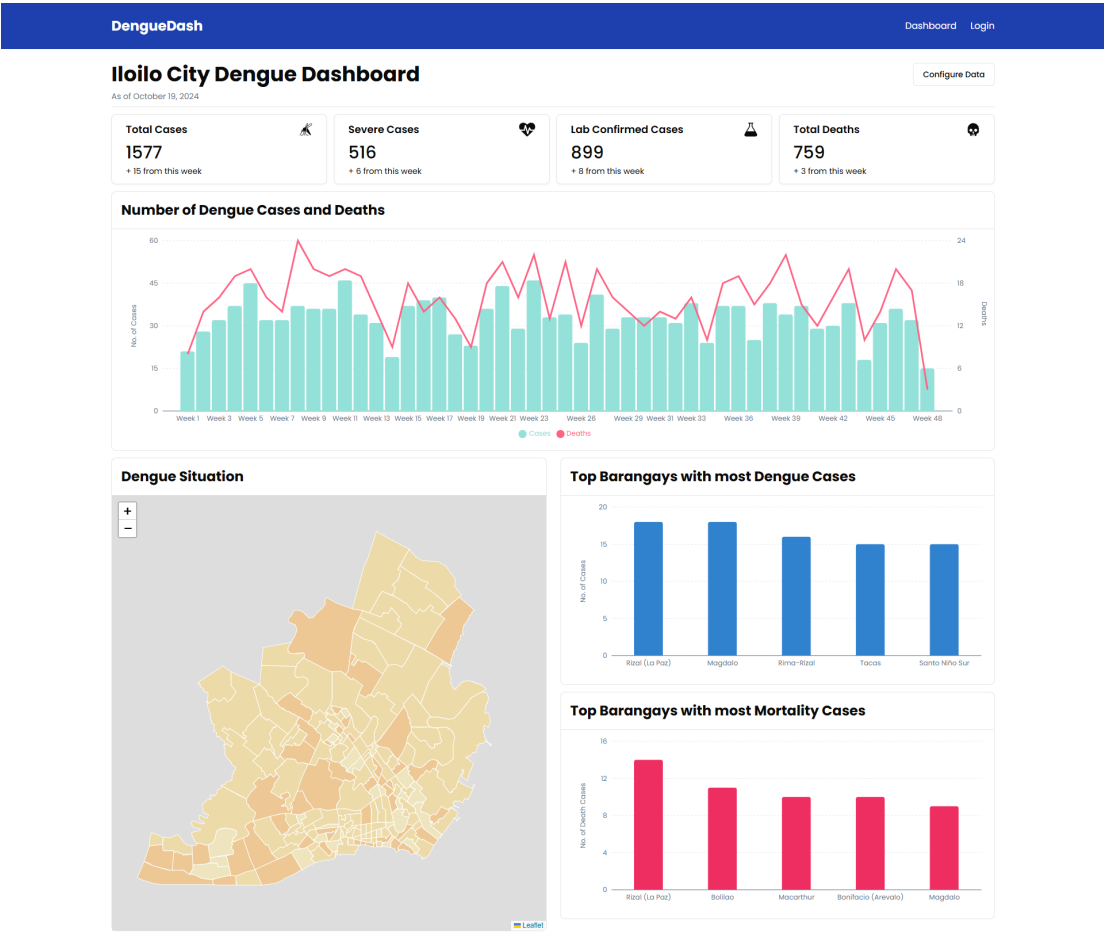 DengueDash
Dashboard Login
Iloilo City Dengue Dashboard
Configure Data
As of October 19, 2024
Total Cases
1577
+ 15 from this week
Severe Cases
516
+ 6 from this week
Lab Confirmed Cases
899
+ 8 from this week
Total Deaths
759
+ 3 from this week
Number of Dengue Cases and Deaths
No. of Cases
60
45
30
15
0
24
18
12
6
0
Deaths
Week 1 Week 3 Week 5 Week 7 Week 9 Week 11 Week 13 Week 15 Week 17 Week 19 Week 21 Week 23 Week 26 Week 29 Week 31 Week 33 Week 36 Week 39 Week 42 Week 45 Week 48
Cases Deaths
Dengue Situation
+
−
Leaflet
Top Barangays with most Dengue Cases
No. of Cases
20
15
10
5
0
Rizal (La Paz) Magdalo Rima-Rizal Tacas Santo Niño Sur
Top Barangays with most Mortality Cases
No. of Death Cases
16
12
8
4
0
Rizal (La Paz) Bolilao Macarthur Bonifacio (Arevalo) Magdalo